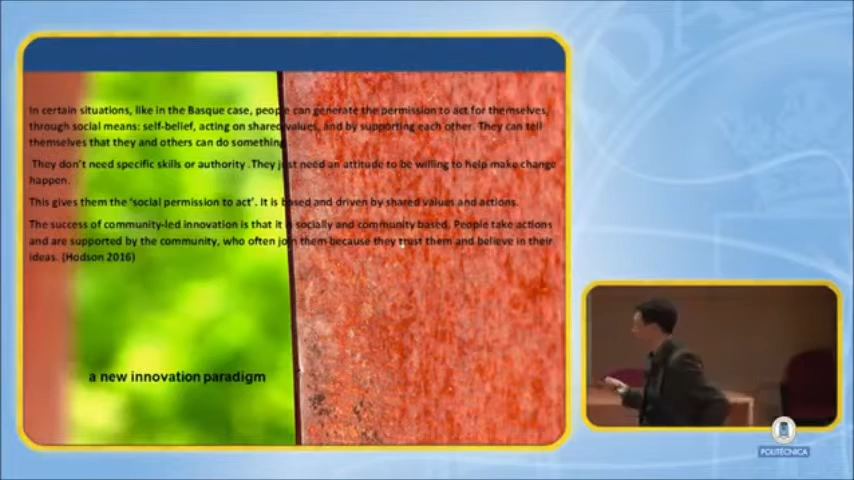 In certain situations, like in the Basque case, people can generate the permission to act for themselves,
through social means: self-belief, acting on shared values, and by supporting each other. They can tell
themselves that they and others can do something.
They don't need specific skills or authority .They just need an attitude to be willing to help make change
happen.
This gives them the 'social permission to act'. It is based and driven by shared values and actions.
The success of community-led innovation is that it is socially and community based. People take actions
and are supported by the community, who often join them because they trust them and believe in their
ideas. (Hodson 2016)
a new innovation paradigm
POLITÉCNICA